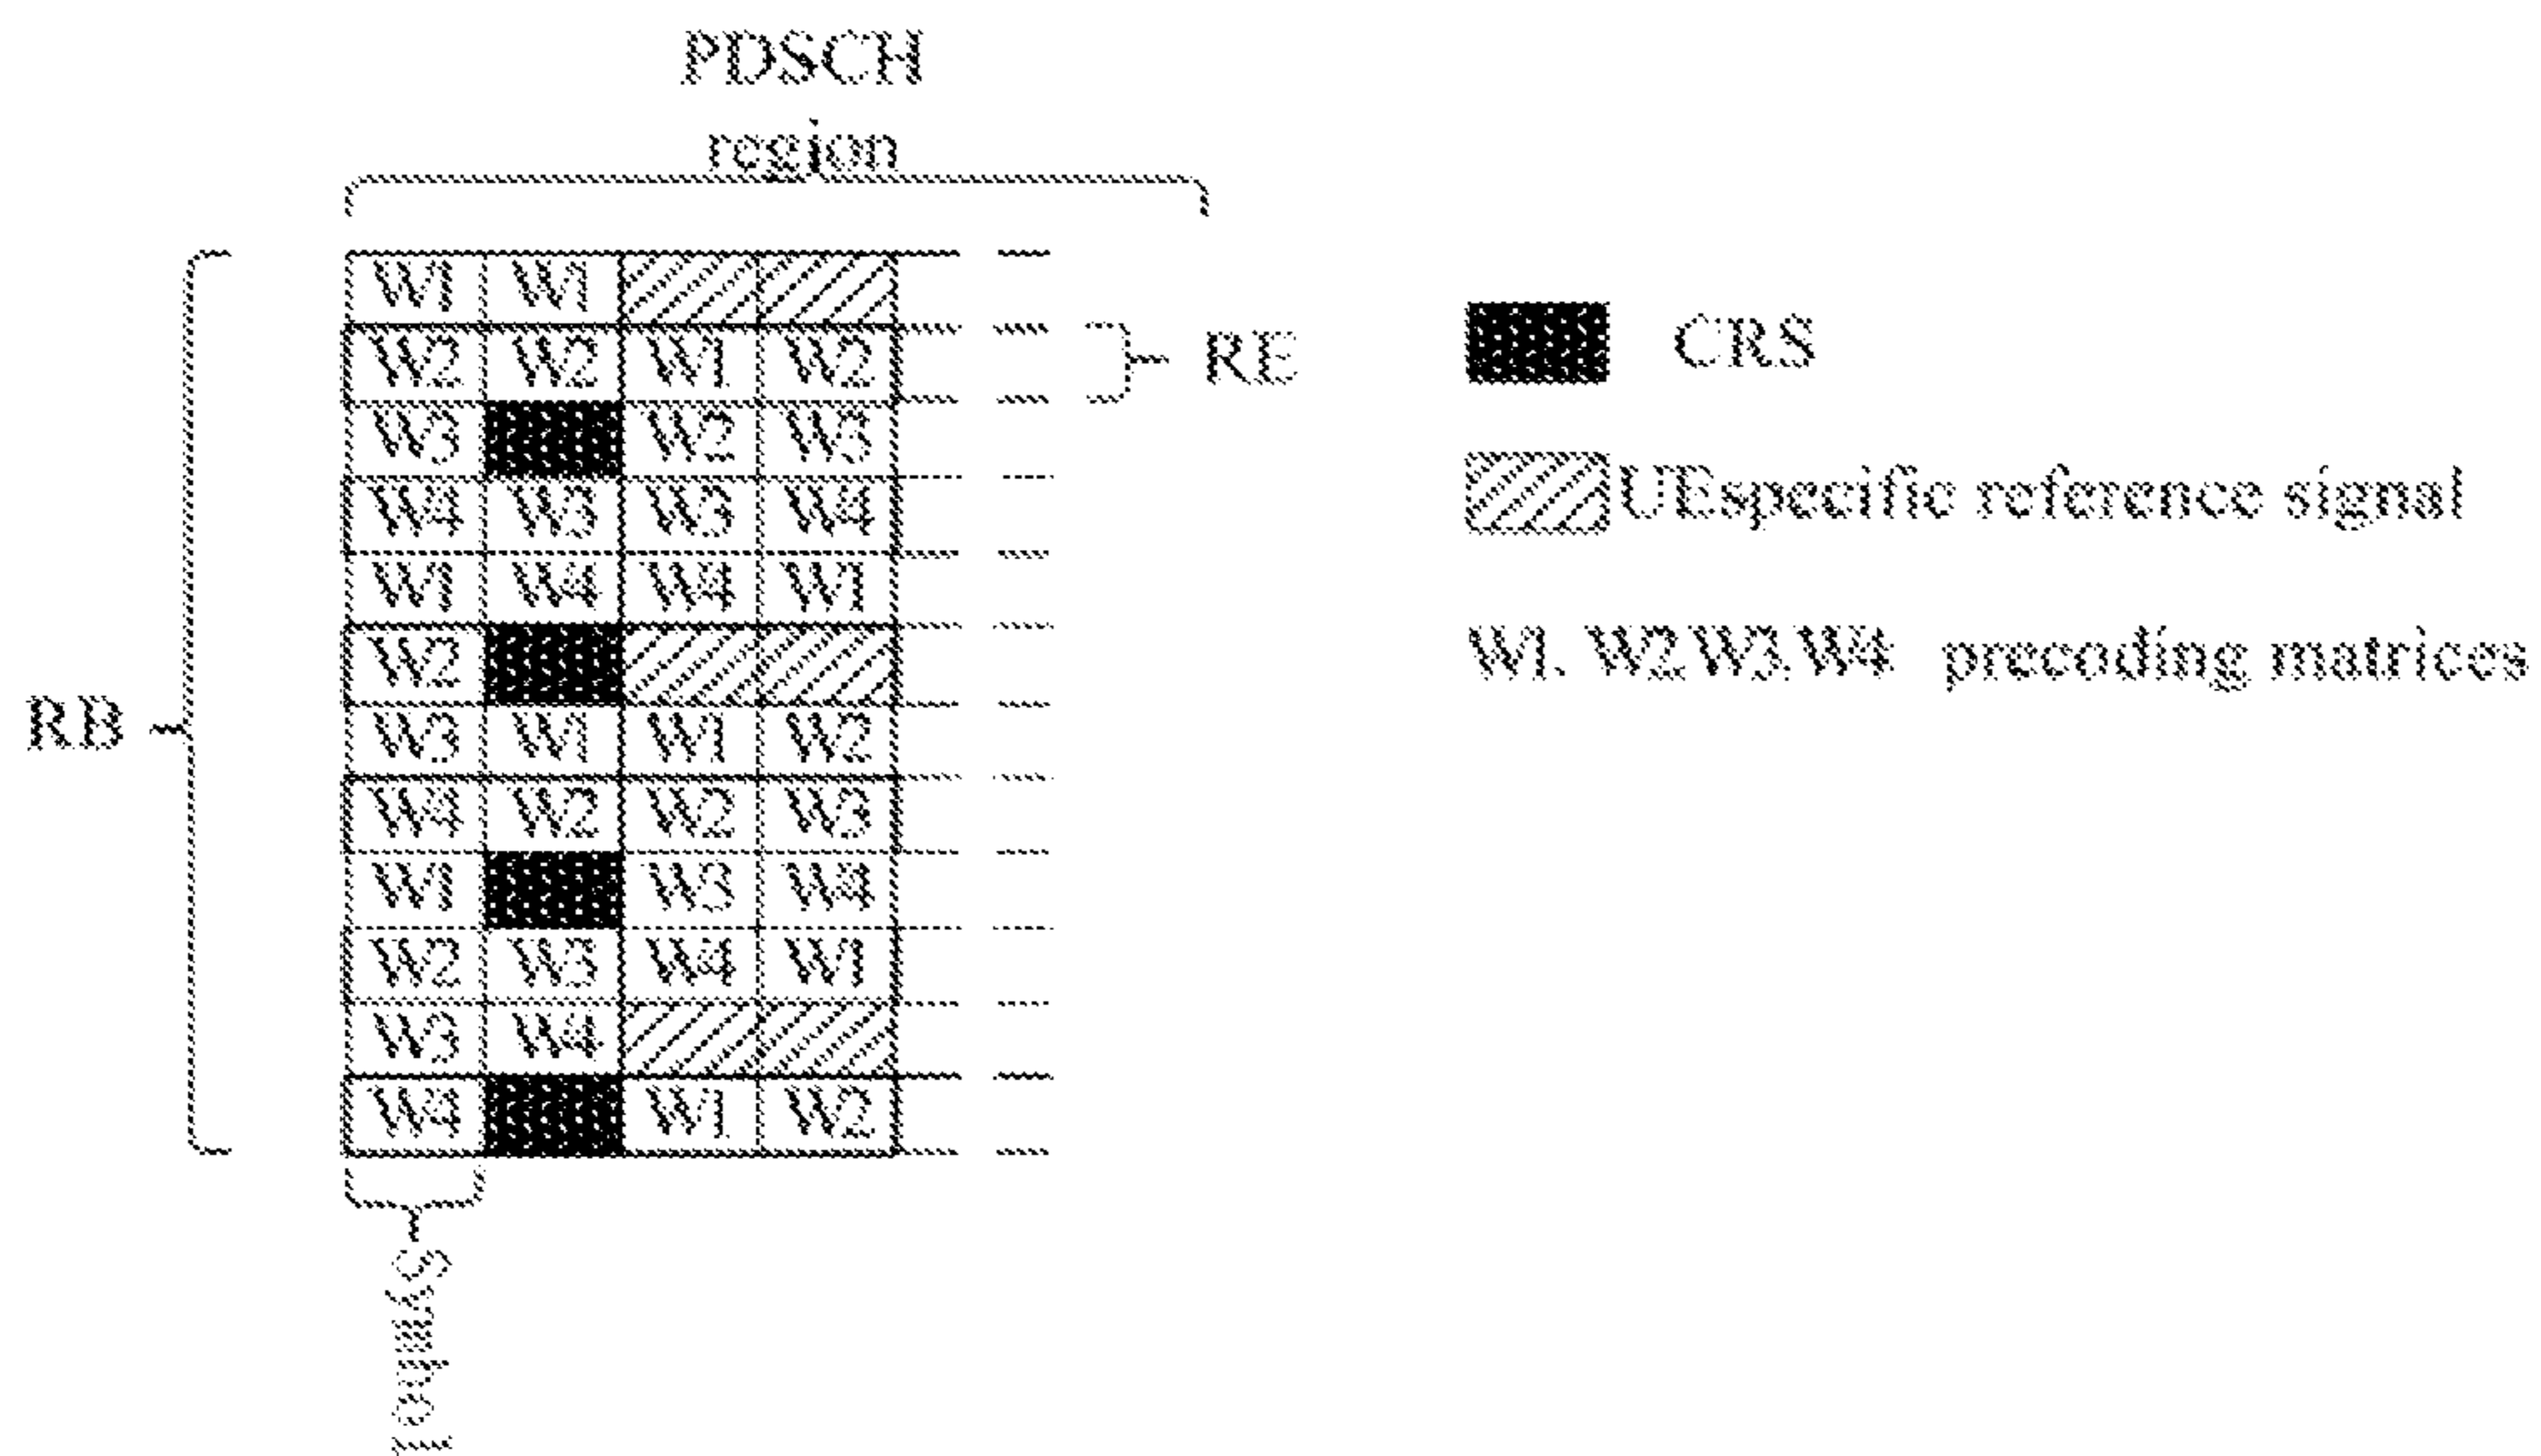 PDSCH
region
W1 W1
W2 W2 W1 W2 RE
W3 W2 W3
W4 W3 W3 W4
W1 W4 W4 W1
W2
W3 W1 W1 W2
W4 W2 W2 W3
W1 W3 W4
W2 W3 W4 W1
W3 W4
W4 W1 W2
RB
Symbol
CRS
UEspecific reference signal
W1. W2.W3.W4 precoding matrices